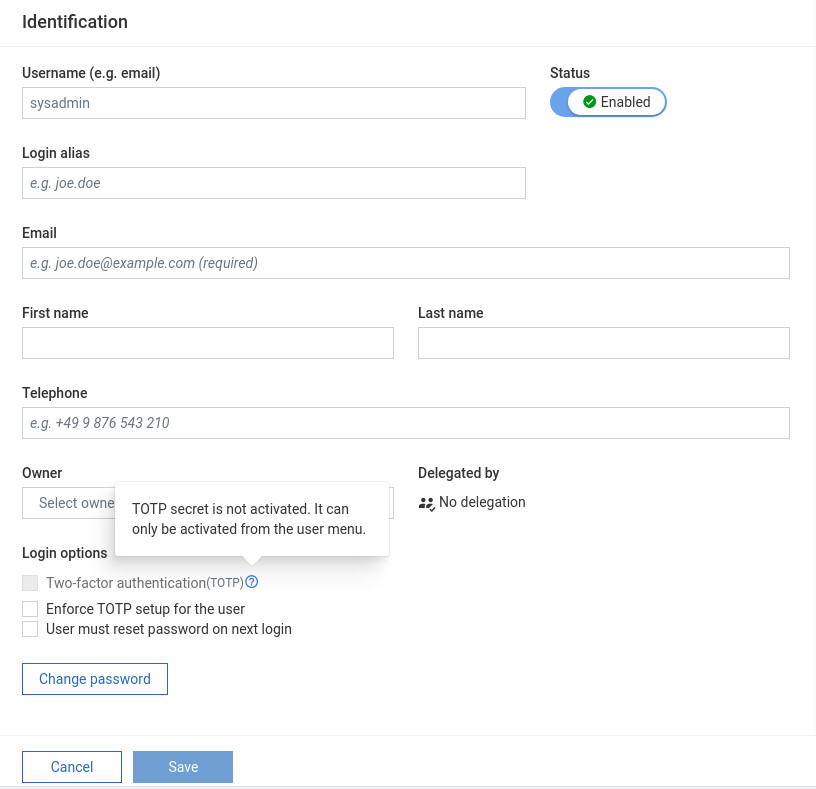 Identification
Username (e.g. email)
Status
sysadmin
Enabled
Login alias
e.g. joe.doe
Email
e.g. joe.doe@example.com (required)
First name
Last name
Telephone
e.g. +49 9 876 543 210
Owner
Delegated by
Select owne
No delegation
TOTP secret is not activated. It can
only be activated from the user menu.
Login options
Two-factor authentication(TOTP)
Enforce TOTP setup for the user
User must reset password on next login
Change password
Cancel
Save